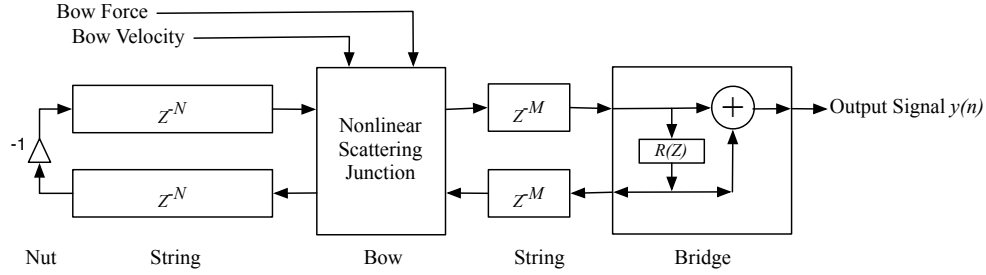 Bow Force
Bow Velocity
Z^-N
Nonlinear
Scattering
Junction
Z^-M
+
Output Signal y(n)
-1
R(Z)
Z^-N
Z^-M
Nut
String
Bow
String
Bridge